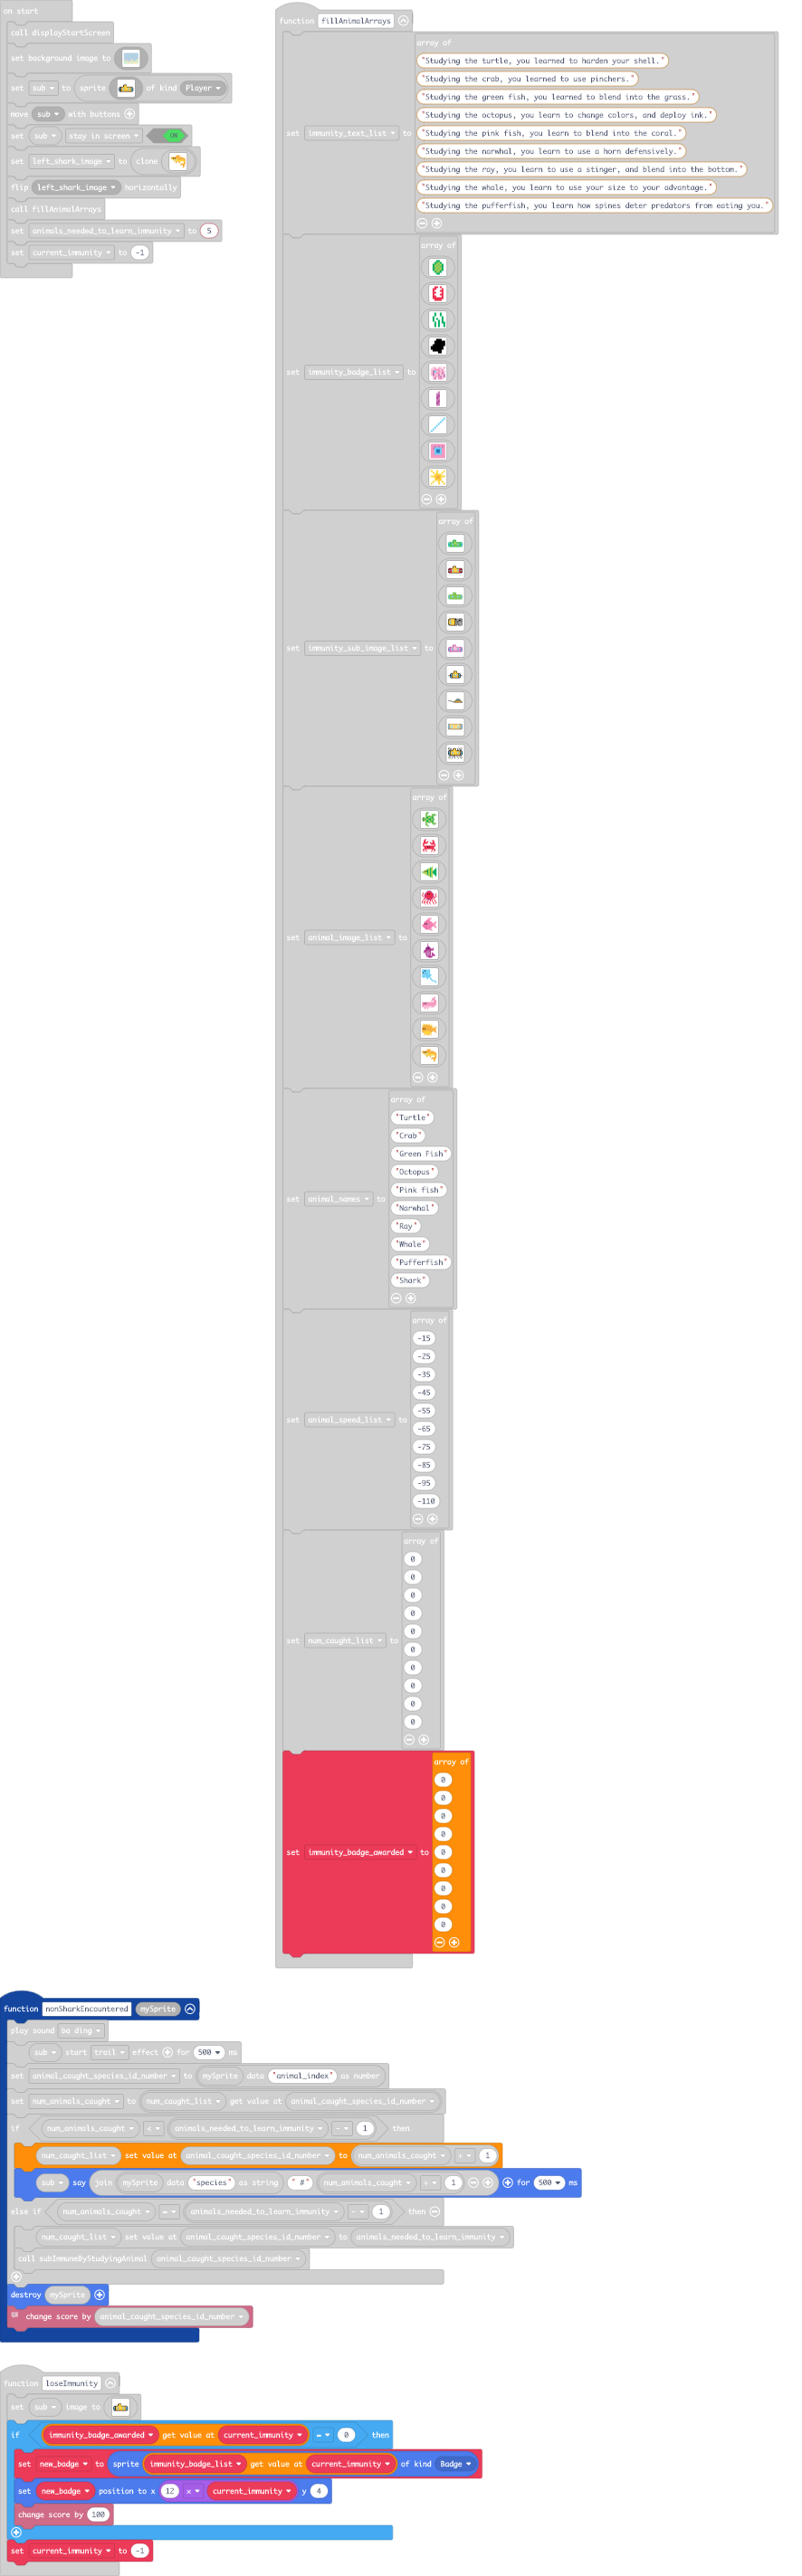 on start
call displayStartScreen
set background image to
set sub to sprite of kind Player
move sub with buttons
set sub stay in screen ON
set left_shark_image to clone
flip left_shark_image horizontally
call fillAnimalArrays
set animals_needed_to_learn_immunity to 5
set current_immunity to -1
function fillAnimalArrays
set immunity_text_list to
array of
"Studying the turtle, you learned to harden your shell."
"Studying the crab, you learned to use pinchers."
"Studying the green fish, you learned to blend into the grass."
"Studying the octopus, you learn to change colors, and deploy ink."
"Studying the pink fish, you learn to blend into the coral."
"Studying the narwhal, you learn to use a horn defensively."
"Studying the ray, you learn to use a stinger, and blend into the bottom."
"Studying the whale, you learn to use your size to your advantage."
"Studying the pufferfish, you learn how spines deter predators from eating you."
set immunity_badge_list to
array of
set immunity_sub_image_list to
array of
set animal_image_list to
array of
set animal_names to
array of
"Turtle"
"Crab"
"Green Fish"
"Octopus"
"Pink fish"
"Narwhal"
"Ray"
"Whale"
"Pufferfish"
"Shark"
set animal_speed_list to
array of
-15
-25
-35
-45
-55
-65
-75
-85
-95
-110
set num_caught_list to
array of
0
0
0
0
0
0
0
0
0
0
set immunity_badge_awarded to
array of
0
0
0
0
0
0
0
0
0
function nonSharkEncountered mySprite
play sound ba ding
sub start trail effect for 500 ms
set animal_caught_species_id_number to mySprite data "animal_index" as number
set num_animals_caught to num_caught_list get value at animal_caught_species_id_number
if num_animals_caught < animals_needed_to_learn_immunity - 1 then
num_caught_list set value at animal_caught_species_id_number to num_animals_caught + 1
sub say join mySprite data "species" as string " #" num_animals_caught + 1 for 500 ms
else if num_animals_caught = animals_needed_to_learn_immunity - 1 then
num_caught_list set value at animal_caught_species_id_number to animals_needed_to_learn_immunity
call subImmuneByStudyingAnimal animal_caught_species_id_number
destroy mySprite
change score by animal_caught_species_id_number
function loseImmunity
set sub image to
if immunity_badge_awarded get value at current_immunity = 0 then
set new_badge to sprite immunity_badge_list get value at current_immunity of kind Badge
set new_badge position to x 12 x current_immunity y 4
change score by 100
set current_immunity to -1